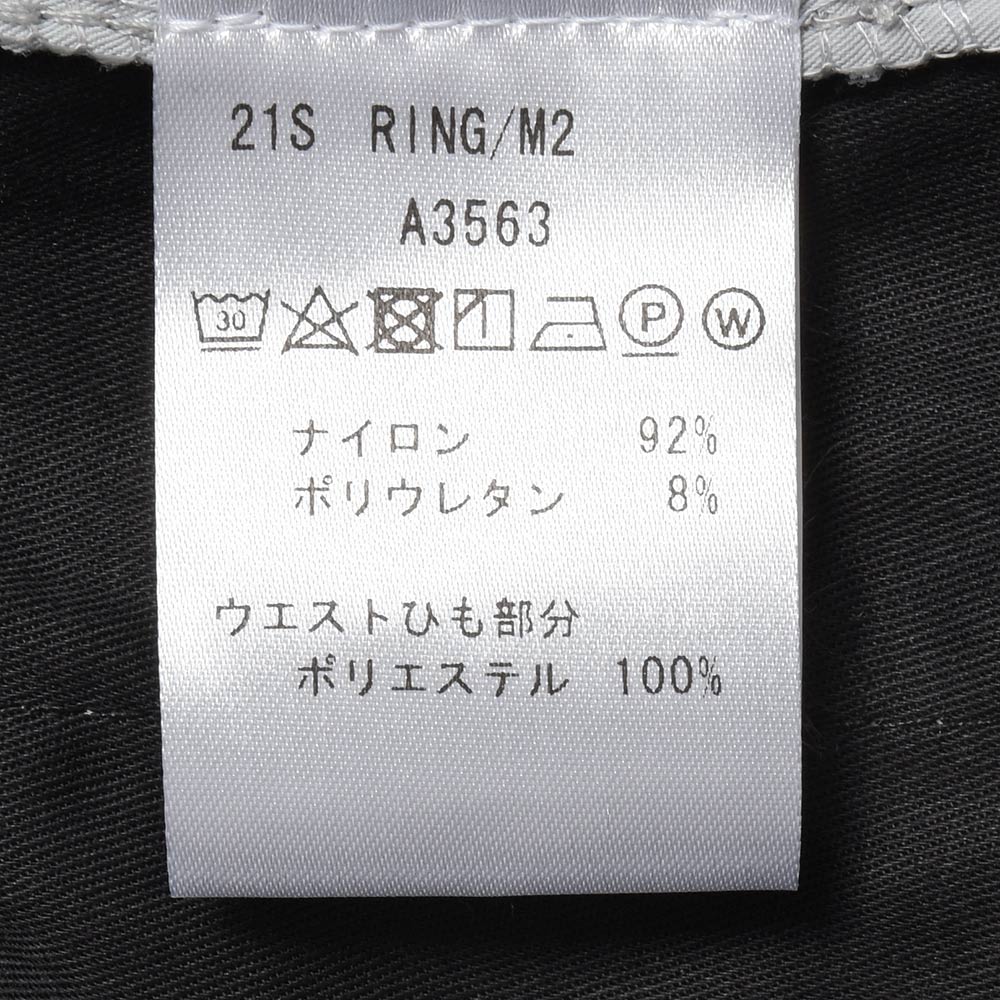 21S RING/M2
A3563
30 P W
ナイロン 92%
ポリウレタン 8%
ウエストひも部分
ポリエステル 100%